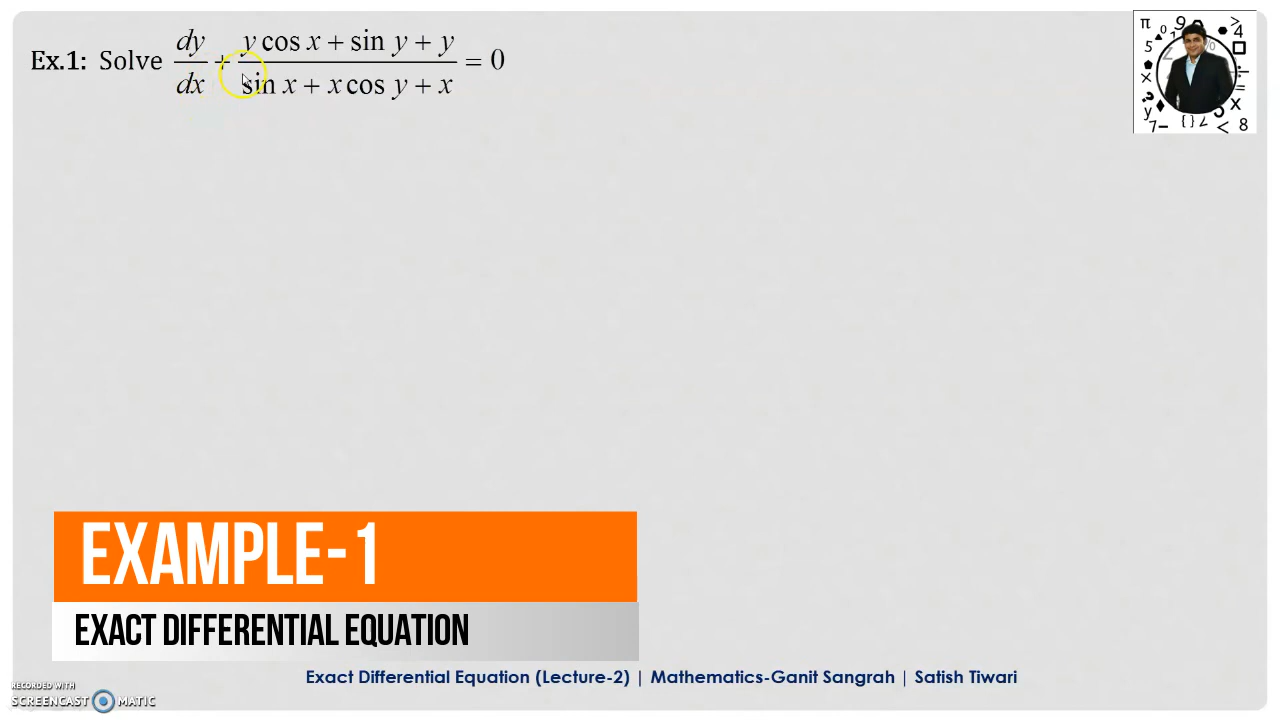 Ex.1: Solve dy/dx + (y cos x + sin y + y)/(sin x + x cos y + x) = 0
EXAMPLE-1
EXACT DIFFERENTIAL EQUATION
Exact Differential Equation (Lecture-2) | Mathematics-Ganit Sangrah | Satish Tiwari
RECORDED WITH
SCREENCAST MATIC